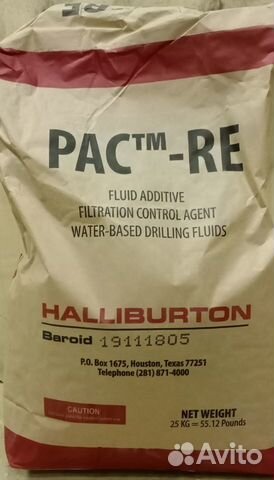 PAC™-RE
FLUID ADDITIVE
FILTRATION CONTROL AGENT
WATER-BASED DRILLING FLUIDS
HALLIBURTON
Baroid 19111805
P.O. Box 1675, Houston, Texas 77251
Telephone (281) 871-4000
CAUTION
NET WEIGHT
25 KG = 55.12 Pounds
Avito